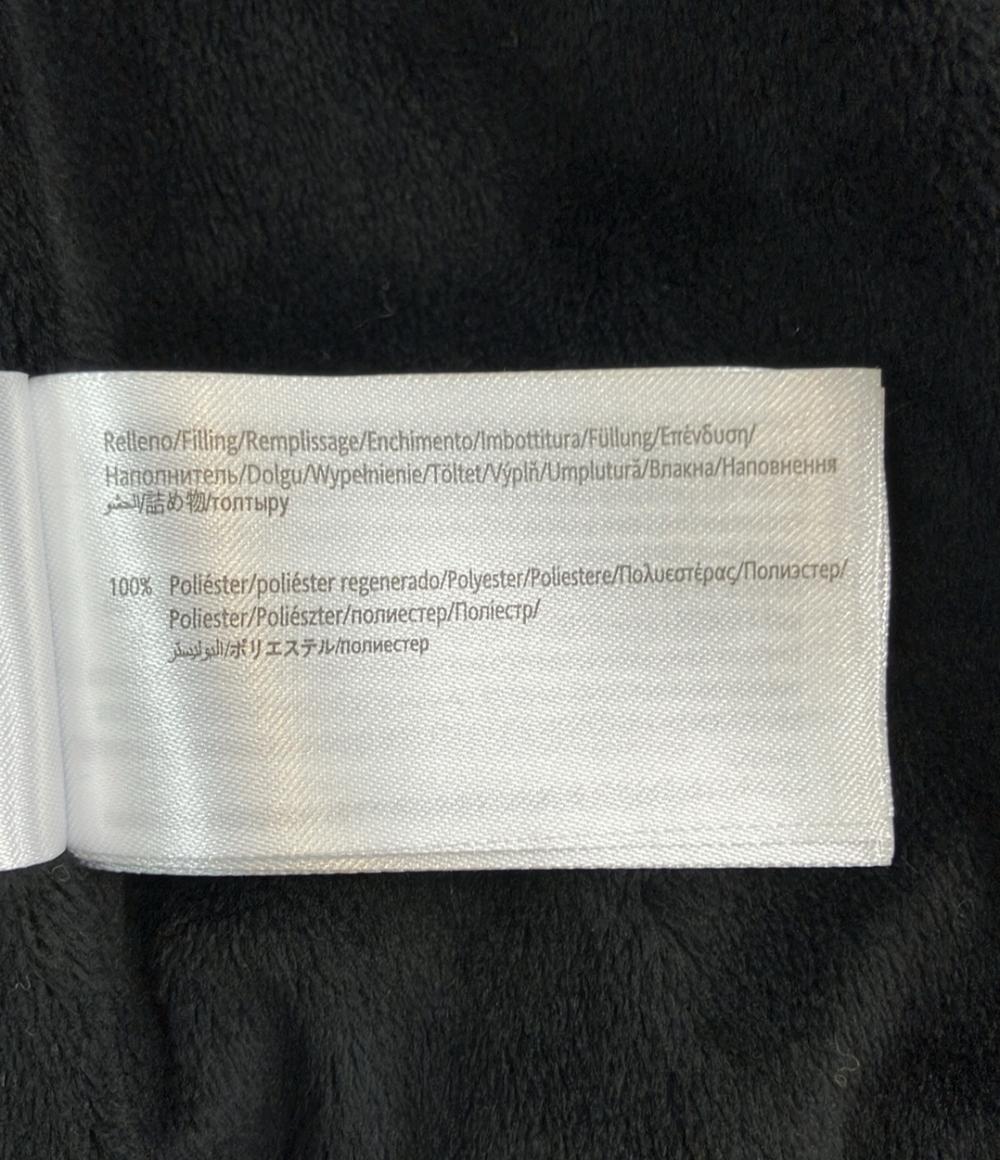 Relleno/Filling/Remplissage/Enchimento/Imbottitura/Füllung/Επένδυση/
Наполнитель/Dolgu/Wypełnienie/Töltet/Výplň/Umplutură/Влакна/Наповнення
الحشو/詰め物/толтыру
100% Poliéster/poliéster regenerado/Polyester/Poliestere/Πολυεστέρας/Полиэстер/
Poliester/Poliészter/полиестер/Поліестр/
البوليستر/ポリエステル/полиестер